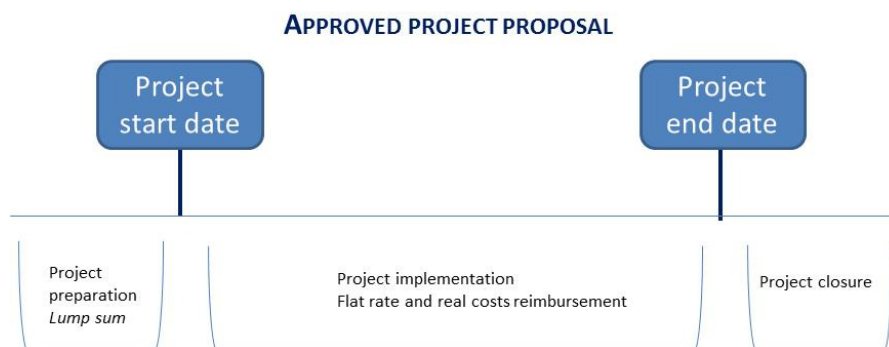 APPROVED PROJECT PROPOSAL
Project
start date
Project
end date
Project
preparation
Lump sum
Project implementation
Flat rate and real costs reimbursement
Project closure